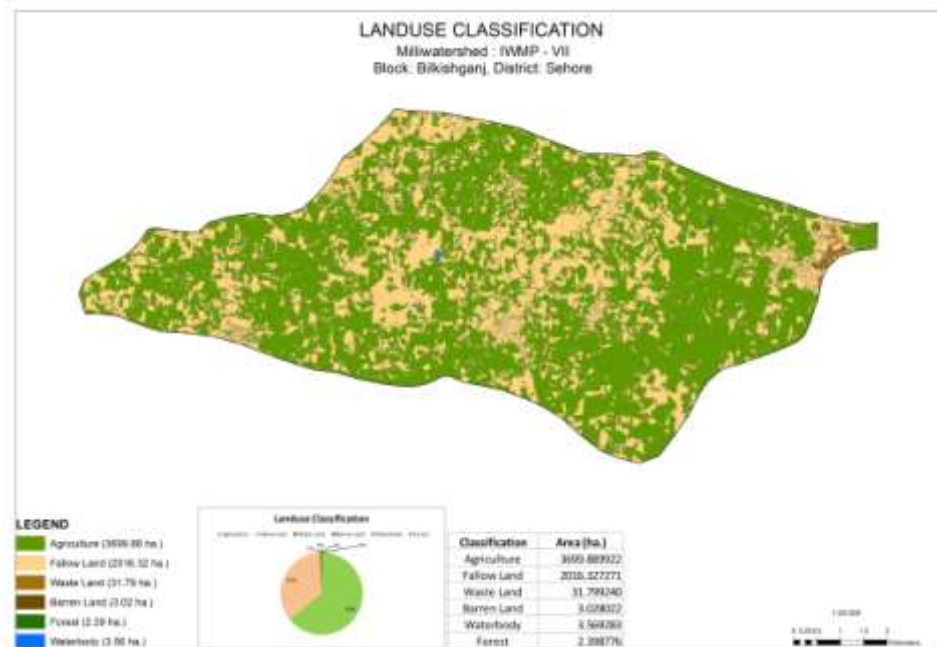 LANDUSE CLASSIFICATION
Milliwatershed : IWMP - VII
Block: Bilkishganj, District: Sehore
LEGEND
Agriculture (3699.88 ha.)
Fallow Land (2016.32 ha.)
Waste Land (31.79 ha.)
Barren Land (3.02 ha.)
Forest (2.39 ha.)
Waterbody (3.56 ha.)
Landuse Classification
Classification Area (ha.)
Agriculture 3699.889922
Fallow Land 2016.327271
Waste Land 31.799240
Barren Land 3.028022
Waterbody 3.569283
Forest 2.398776